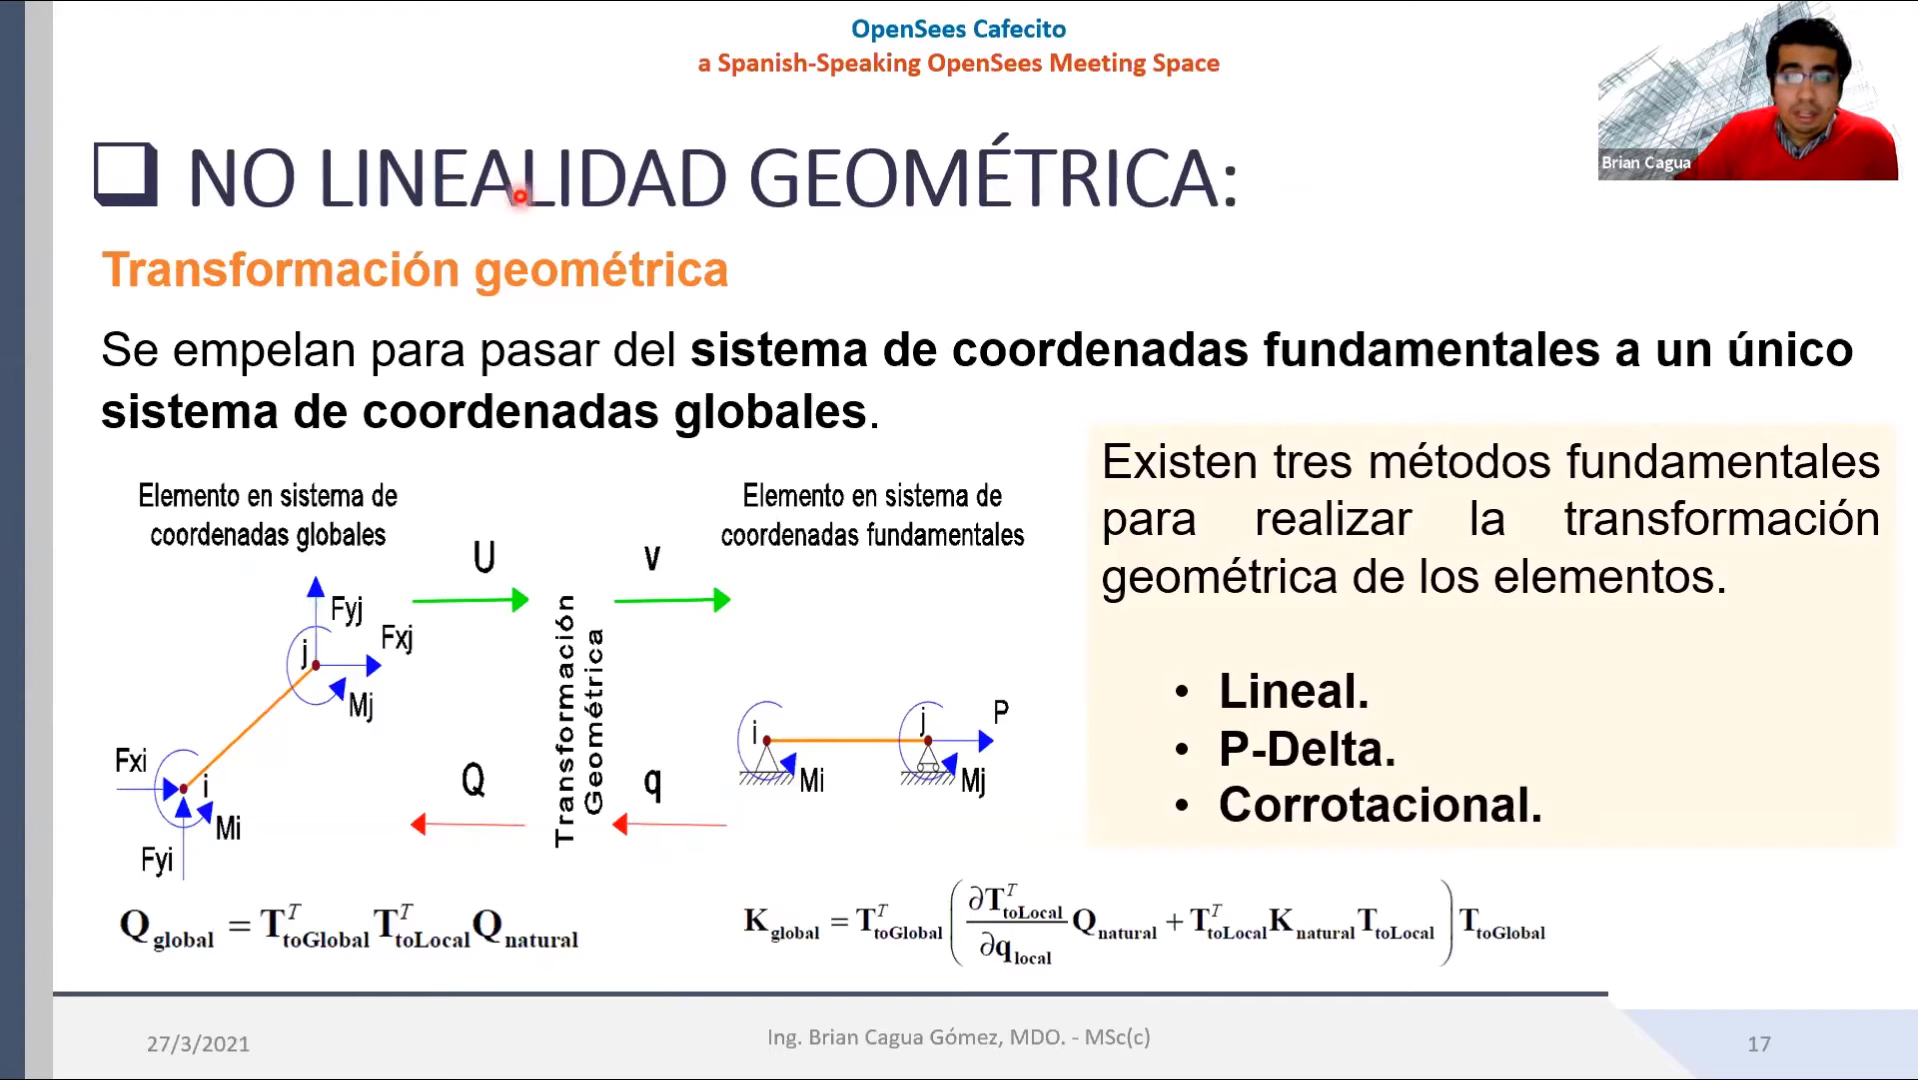 OpenSees Cafecito
a Spanish-Speaking OpenSees Meeting Space
Brian Cagua
❑ NO LINEALIDAD GEOMÉTRICA:
Transformación geométrica
Se empelan para pasar del sistema de coordenadas fundamentales a un único
sistema de coordenadas globales.
Elemento en sistema de
coordenadas globales
U
v
Elemento en sistema de
coordenadas fundamentales
Fyj
Fxj
j
Mj
Fxi
i
Mi
Fyi
Transformación
Geométrica
Q
q
i
j
P
Mi
Mj
Existen tres métodos fundamentales
para realizar la transformación
geométrica de los elementos.
• Lineal.
• P-Delta.
• Corrotacional.
Q_global = T^T_toGlobal T^T_toLocal Q_natural
K_global = T^T_toGlobal ( ∂T^T_toLocal / ∂q_local Q_natural + T^T_toLocal K_natural T_toLocal ) T_toGlobal
27/3/2021
Ing. Brian Cagua Gómez, MDO. - MSc(c)
17